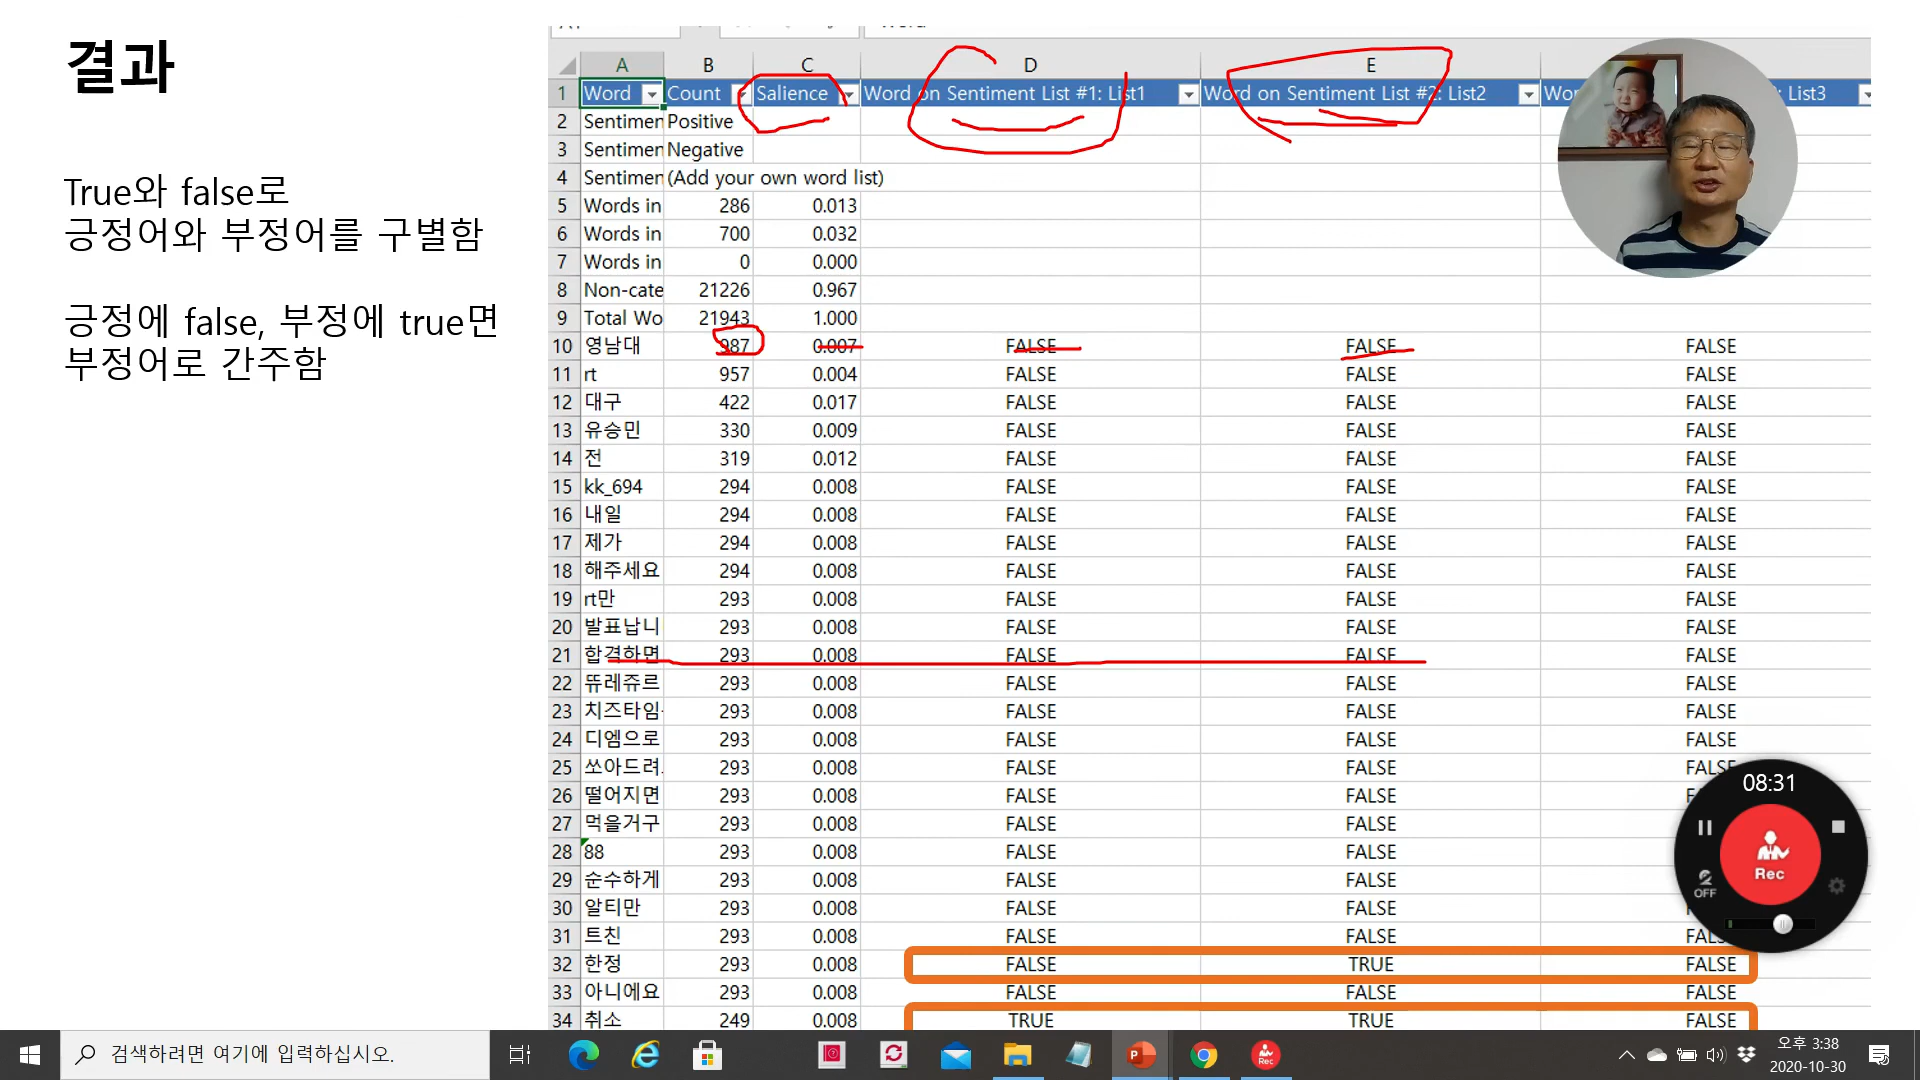 결과
True와 false로
긍정어와 부정어를 구별함
긍정에 false, 부정에 true면
부정어로 간주함
A B C D E
1 Word Count Salience Word on Sentiment List #1: List1 Word on Sentiment List #2: List2 List3
2 Sentimen Positive
3 Sentimen Negative
4 Sentimen (Add your own word list)
5 Words in 286 0.013
6 Words in 700 0.032
7 Words in 0 0.000
8 Non-cate 21226 0.967
9 Total Wo 21943 1.000
10 영남대 987 0.007 FALSE FALSE FALSE
11 rt 957 0.004 FALSE FALSE FALSE
12 대구 422 0.017 FALSE FALSE FALSE
13 유승민 330 0.009 FALSE FALSE FALSE
14 전 319 0.012 FALSE FALSE FALSE
15 kk_694 294 0.008 FALSE FALSE FALSE
16 내일 294 0.008 FALSE FALSE FALSE
17 제가 294 0.008 FALSE FALSE FALSE
18 해주세요 294 0.008 FALSE FALSE FALSE
19 rt만 293 0.008 FALSE FALSE FALSE
20 발표납니 293 0.008 FALSE FALSE FALSE
21 합격하면 293 0.008 FALSE FALSE FALSE
22 뜌레쥬르 293 0.008 FALSE FALSE FALSE
23 치즈타임 293 0.008 FALSE FALSE FALSE
24 디엠으로 293 0.008 FALSE FALSE FALSE
25 쏘아드려 293 0.008 FALSE FALSE FALSE
26 떨어지면 293 0.008 FALSE FALSE
27 먹을거구 293 0.008 FALSE FALSE
28 88 293 0.008 FALSE FALSE
29 순수하게 293 0.008 FALSE FALSE
30 알티만 293 0.008 FALSE FALSE
31 트친 293 0.008 FALSE FALSE
32 한정 293 0.008 FALSE TRUE FALSE
33 아니에요 293 0.008 FALSE FALSE FALSE
34 취소 249 0.008 TRUE TRUE FALSE
08:31
Rec
OFF
검색하려면 여기에 입력하십시오.
오후 3:38
2020-10-30